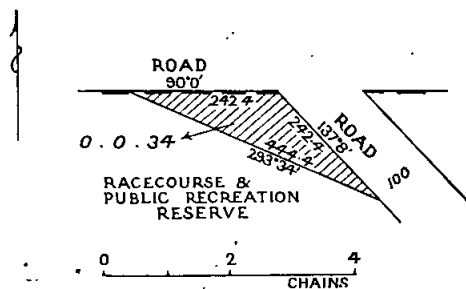 ROAD
90°0'
242·4
242·4
137°8'
ROAD
0.0.34
444·4
293°34'
100
RACECOURSE &
PUBLIC RECREATION
RESERVE
0 2 4
CHAINS